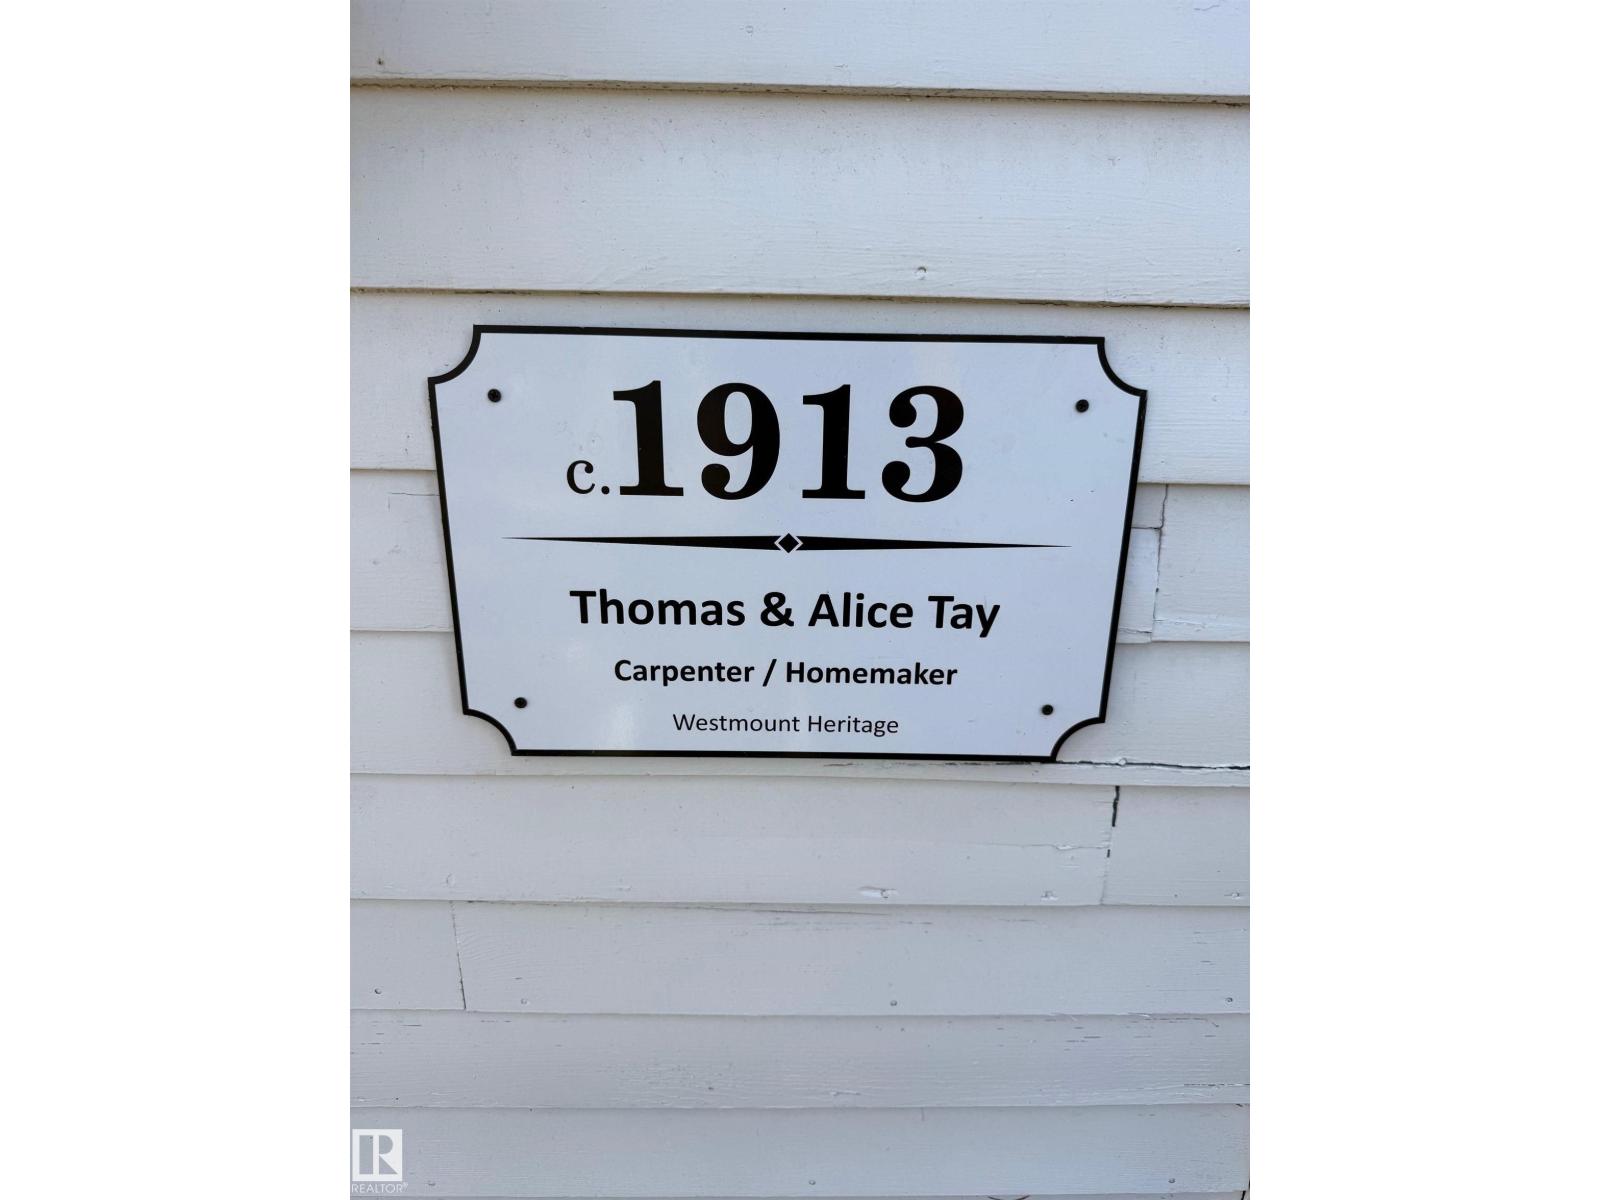 c.1913
Thomas & Alice Tay
Carpenter / Homemaker
Westmount Heritage
R
REALTOR®